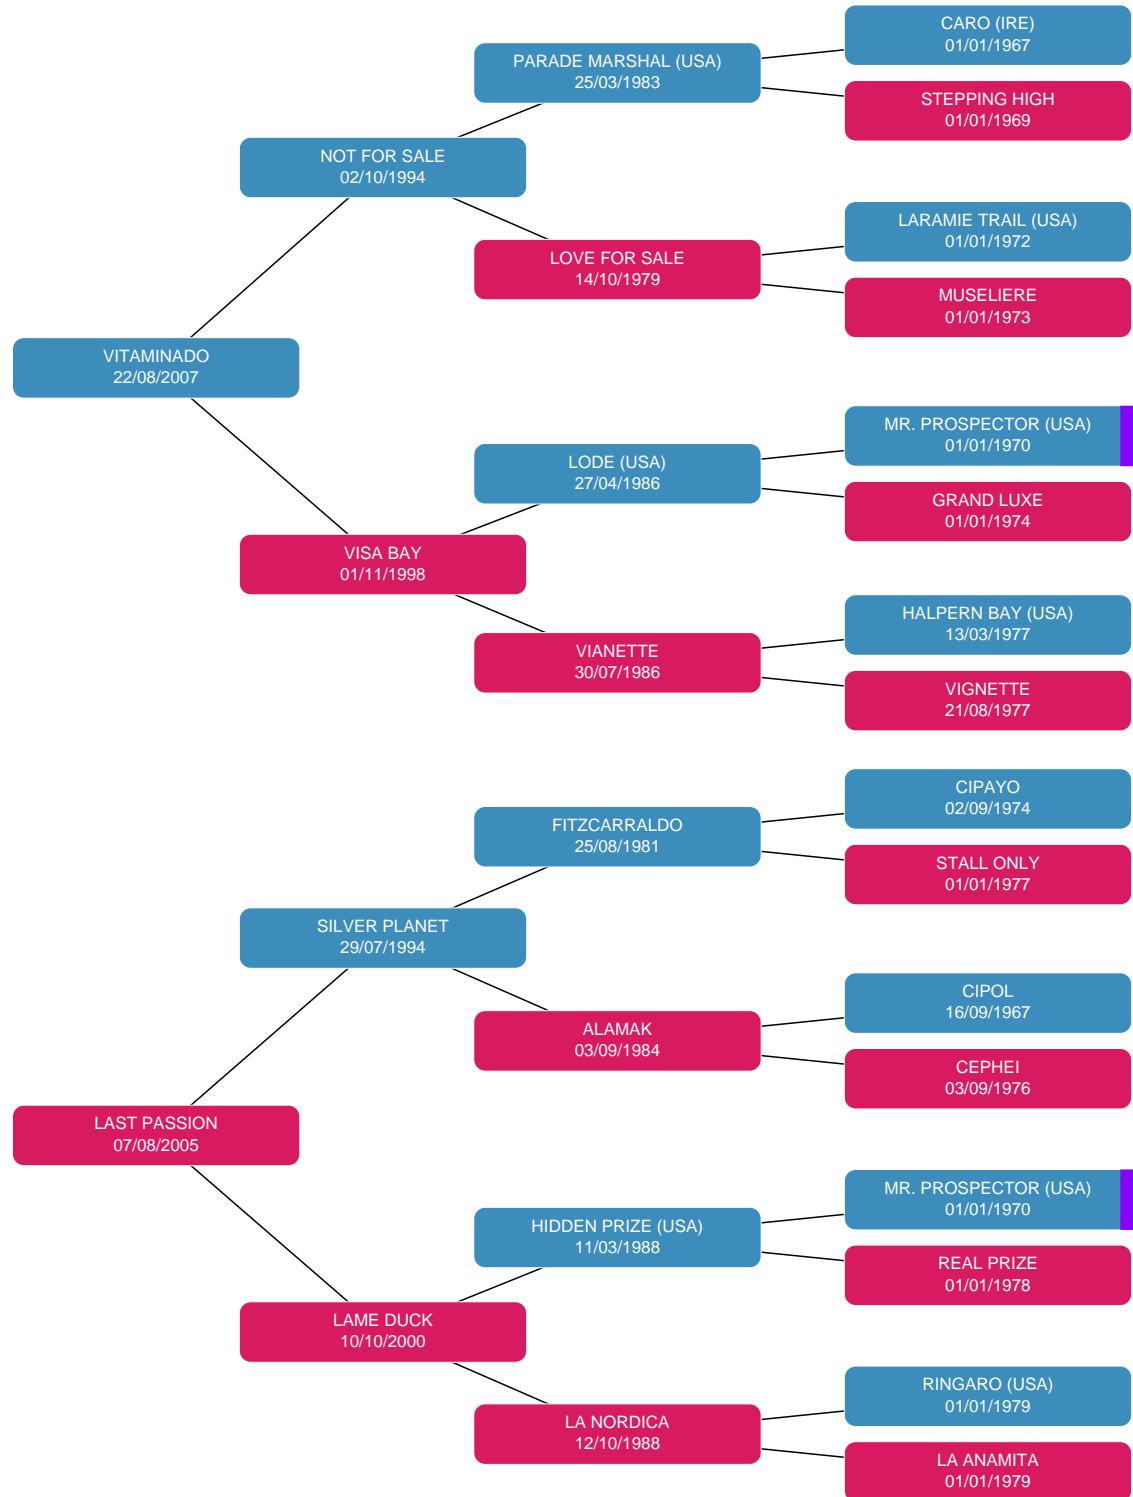 CARO (IRE)
01/01/1967
PARADE MARSHAL (USA)
25/03/1983
STEPPING HIGH
01/01/1969
NOT FOR SALE
02/10/1994
LARAMIE TRAIL (USA)
01/01/1972
LOVE FOR SALE
14/10/1979
MUSELIERE
01/01/1973
VITAMINADO
22/08/2007
MR. PROSPECTOR (USA)
01/01/1970
LODE (USA)
27/04/1986
GRAND LUXE
01/01/1974
VISA BAY
01/11/1998
HALPERN BAY (USA)
13/03/1977
VIANETTE
30/07/1986
VIGNETTE
21/08/1977
CIPAYO
02/09/1974
FITZCARRALDO
25/08/1981
STALL ONLY
01/01/1977
SILVER PLANET
29/07/1994
CIPOL
16/09/1967
ALAMAK
03/09/1984
CEPHEI
03/09/1976
LAST PASSION
07/08/2005
MR. PROSPECTOR (USA)
01/01/1970
HIDDEN PRIZE (USA)
11/03/1988
REAL PRIZE
01/01/1978
LAME DUCK
10/10/2000
RINGARO (USA)
01/01/1979
LA NORDICA
12/10/1988
LA ANAMITA
01/01/1979